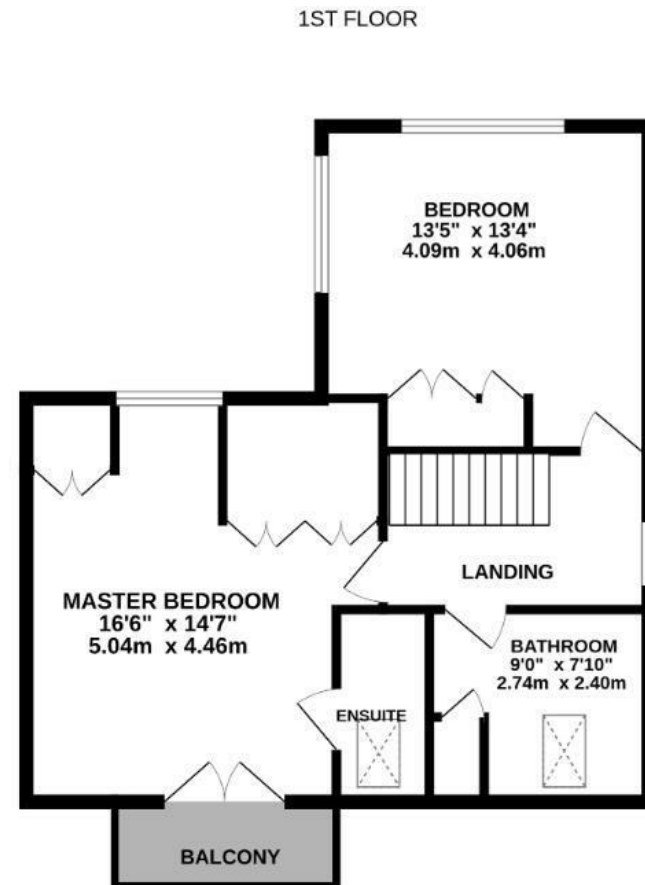 1ST FLOOR
BEDROOM
13'5" x 13'4"
4.09m x 4.06m
LANDING
MASTER BEDROOM
16'6" x 14'7"
5.04m x 4.46m
BATHROOM
9'0" x 7'10"
2.74m x 2.40m
ENSUITE
BALCONY